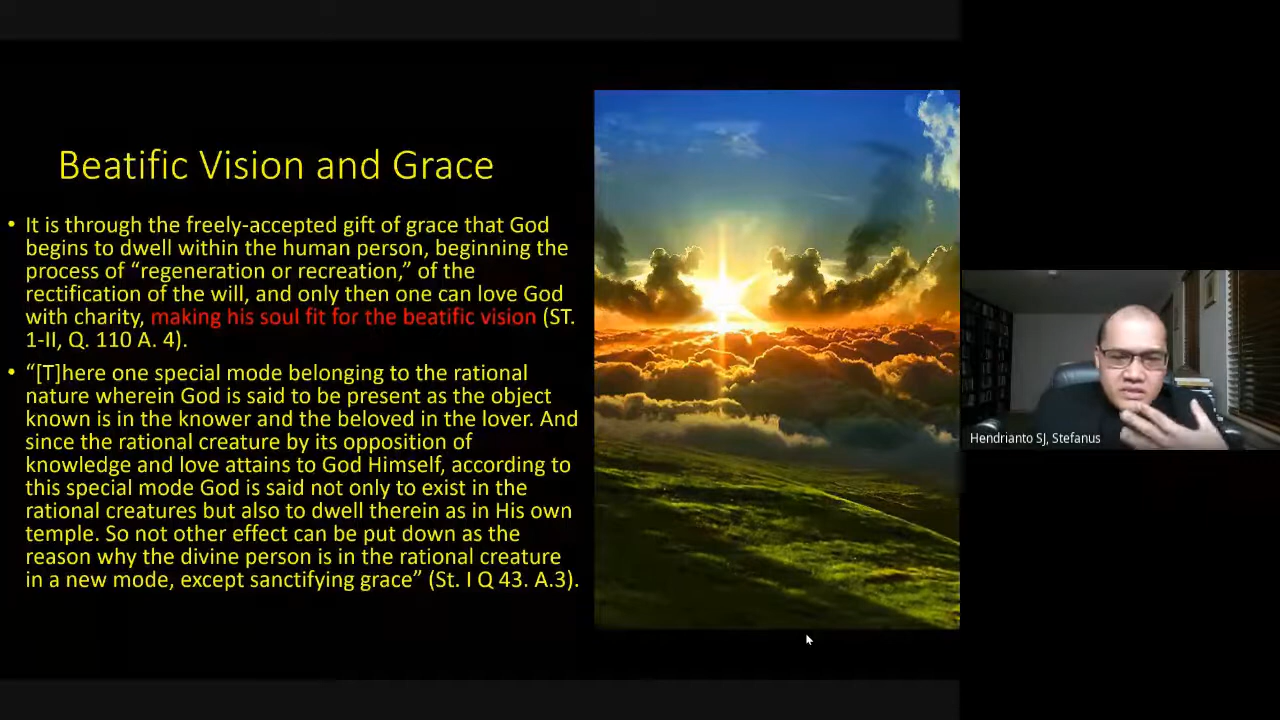 Beatific Vision and Grace
• It is through the freely-accepted gift of grace that God
begins to dwell within the human person, beginning the
process of “regeneration or recreation,” of the
rectification of the will, and only then one can love God
with charity, making his soul fit for the beatific vision (ST.
1-II, Q. 110 A. 4).
• “[T]here one special mode belonging to the rational
nature wherein God is said to be present as the object
known is in the knower and the beloved in the lover. And
since the rational creature by its opposition of
knowledge and love attains to God Himself, according to
this special mode God is said not only to exist in the
rational creatures but also to dwell therein as in His own
temple. So not other effect can be put down as the
reason why the divine person is in the rational creature
in a new mode, except sanctifying grace” (St. I Q 43. A.3).
Hendrianto SJ, Stefanus